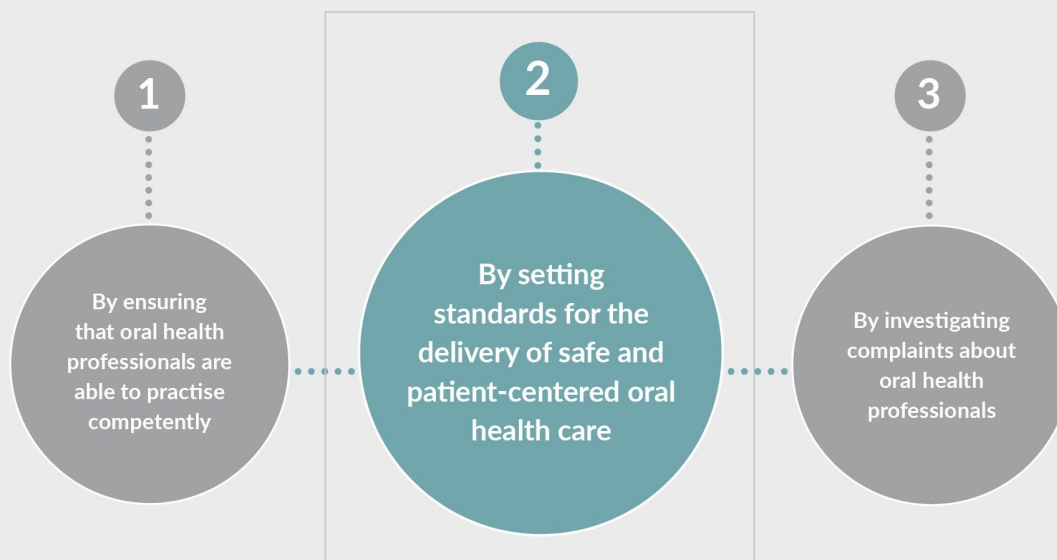 1
By ensuring
that oral health
professionals are
able to practise
competently
2
By setting
standards for the
delivery of safe and
patient-centered oral
health care
3
By investigating
complaints about
oral health
professionals